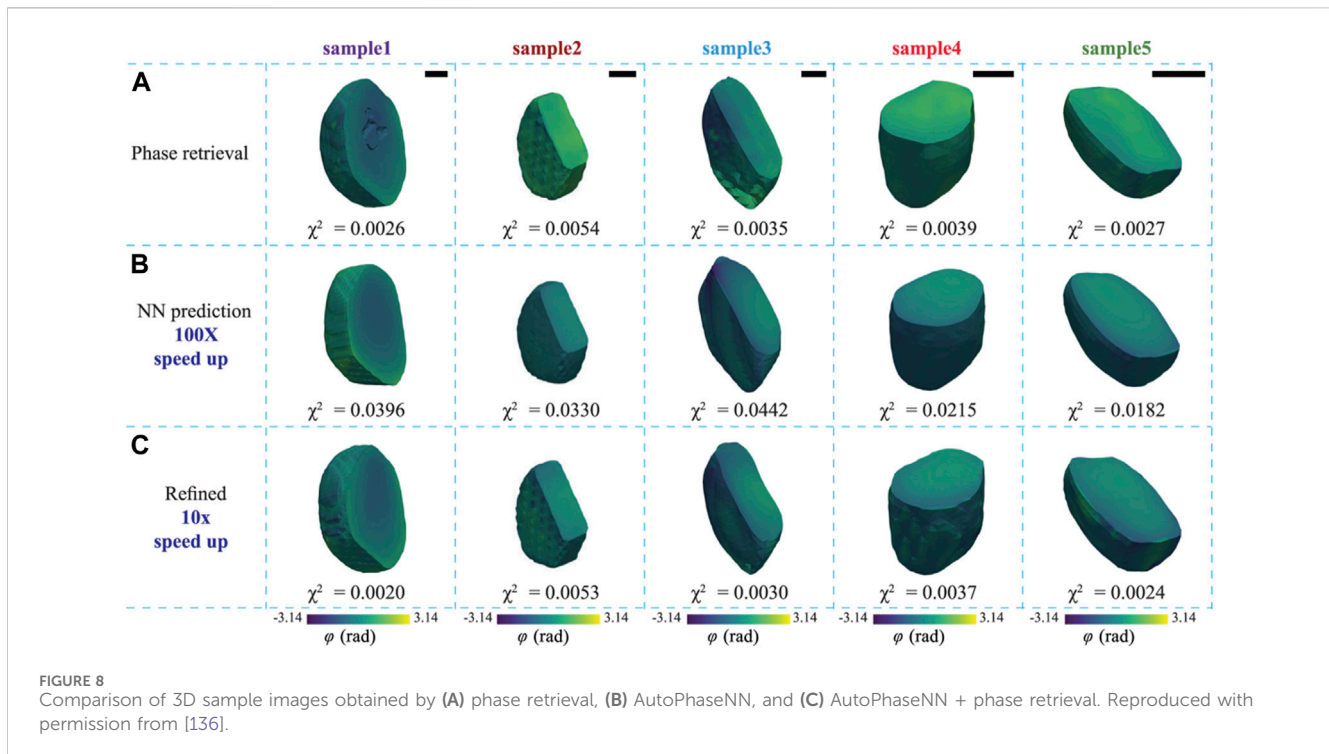 sample1 sample2 sample3 sample4 sample5
A
Phase retrieval
χ² = 0.0026 χ² = 0.0054 χ² = 0.0035 χ² = 0.0039 χ² = 0.0027
B
NN prediction
100X
speed up
χ² = 0.0396 χ² = 0.0330 χ² = 0.0442 χ² = 0.0215 χ² = 0.0182
C
Refined
10x
speed up
χ² = 0.0020 χ² = 0.0053 χ² = 0.0030 χ² = 0.0037 χ² = 0.0024
-3.14 3.14 -3.14 3.14 -3.14 3.14 -3.14 3.14 -3.14 3.14
φ (rad) φ (rad) φ (rad) φ (rad) φ (rad)
FIGURE 8
Comparison of 3D sample images obtained by (A) phase retrieval, (B) AutoPhaseNN, and (C) AutoPhaseNN + phase retrieval. Reproduced with
permission from [136].